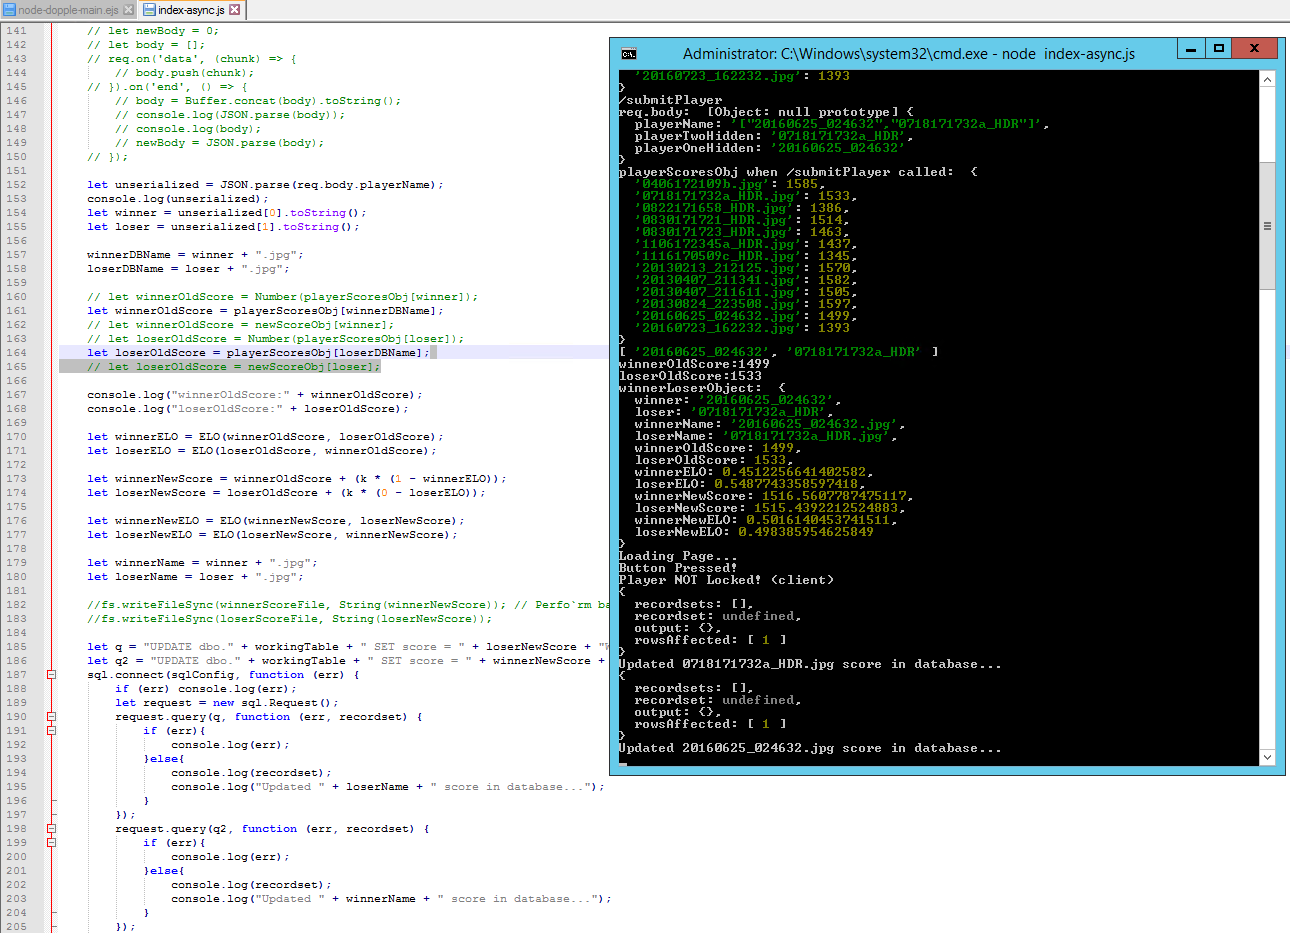 node-dopple-main.ejs
index-async.js
141 // let newBody = 0;
142 // let body = [];
143 // req.on('data', (chunk) => {
144 // body.push(chunk);
145 // }).on('end', () => {
146 // body = Buffer.concat(body).toString();
147 // console.log(JSON.parse(body));
148 // console.log(body);
149 // newBody = JSON.parse(body);
150 // });
151
152 let unserialized = JSON.parse(req.body.playerName);
153 console.log(unserialized);
154 let winner = unserialized[0].toString();
155 let loser = unserialized[1].toString();
156
157 winnerDBName = winner + ".jpg";
158 loserDBName = loser + ".jpg";
159
160 // let winnerOldScore = Number(playerScoresObj[winner]);
161 let winnerOldScore = playerScoresObj[winnerDBName];
162 // let winnerOldScore = newScoreObj[winner];
163 // let loserOldScore = Number(playerScoresObj[loser]);
164 let loserOldScore = playerScoresObj[loserDBName];
165 // let loserOldScore = newScoreObj[loser];
166
167 console.log("winnerOldScore:" + winnerOldScore);
168 console.log("loserOldScore:" + loserOldScore);
169
170 let winnerELO = ELO(winnerOldScore, loserOldScore);
171 let loserELO = ELO(loserOldScore, winnerOldScore);
172
173 let winnerNewScore = winnerOldScore + (k * (1 - winnerELO));
174 let loserNewScore = loserOldScore + (k * (0 - loserELO));
175
176 let winnerNewELO = ELO(winnerNewScore, loserNewScore);
177 let loserNewELO = ELO(loserNewScore, winnerNewScore);
178
179 let winnerName = winner + ".jpg";
180 let loserName = loser + ".jpg";
181
182 //fs.writeFileSync(winnerScoreFile, String(winnerNewScore)); // Perfo`rm ba
183 //fs.writeFileSync(loserScoreFile, String(loserNewScore));
184
185 let q = "UPDATE dbo." + workingTable + " SET score = " + loserNewScore + "W
186 let q2 = "UPDATE dbo." + workingTable + " SET score = " + winnerNewScore +
187 sql.connect(sqlConfig, function (err) {
188 if (err) console.log(err);
189 let request = new sql.Request();
190 request.query(q, function (err, recordset) {
191 if (err){
192 console.log(err);
193 }else{
194 console.log(recordset);
195 console.log("Updated " + loserName + " score in database...");
196 }
197 });
198 request.query(q2, function (err, recordset) {
199 if (err){
200 console.log(err);
201 }else{
202 console.log(recordset);
203 console.log("Updated " + winnerName + " score in database...");
204 }
205 });
Administrator: C:\Windows\system32\cmd.exe - node index-async.js
'20160723_162232.jpg': 1393
}
/submitPlayer
req.body: [Object: null prototype] {
playerName: '["20160625_024632","0718171732a_HDR"]',
playerTwoHidden: '0718171732a_HDR',
playerOneHidden: '20160625_024632'
}
playerScoresObj when /submitPlayer called: {
'0406172109b.jpg': 1585,
'0718171732a_HDR.jpg': 1533,
'0822171658_HDR.jpg': 1386,
'0830171721_HDR.jpg': 1514,
'0830171723_HDR.jpg': 1463,
'1106172345a_HDR.jpg': 1437,
'1116170509c_HDR.jpg': 1345,
'20130213_212125.jpg': 1570,
'20130407_211341.jpg': 1582,
'20130407_211611.jpg': 1505,
'20130824_223508.jpg': 1597,
'20160625_024632.jpg': 1499,
'20160723_162232.jpg': 1393
}
[ '20160625_024632', '0718171732a_HDR' ]
winnerOldScore:1499
loserOldScore:1533
winnerLoserObject: {
winner: '20160625_024632',
loser: '0718171732a_HDR',
winnerName: '20160625_024632.jpg',
loserName: '0718171732a_HDR.jpg',
winnerOldScore: 1499,
loserOldScore: 1533,
winnerELO: 0.4512256641402582,
loserELO: 0.5487743358597418,
winnerNewScore: 1516.5607787475117,
loserNewScore: 1515.4392212524883,
winnerNewELO: 0.5016140453741511,
loserNewELO: 0.498385954625849
}
Loading Page...
Button Pressed!
Player NOT Locked! (client)
{
recordsets: [],
recordset: undefined,
output: {},
rowsAffected: [ 1 ]
}
Updated 0718171732a_HDR.jpg score in database...
{
recordsets: [],
recordset: undefined,
output: {},
rowsAffected: [ 1 ]
}
Updated 20160625_024632.jpg score in database...